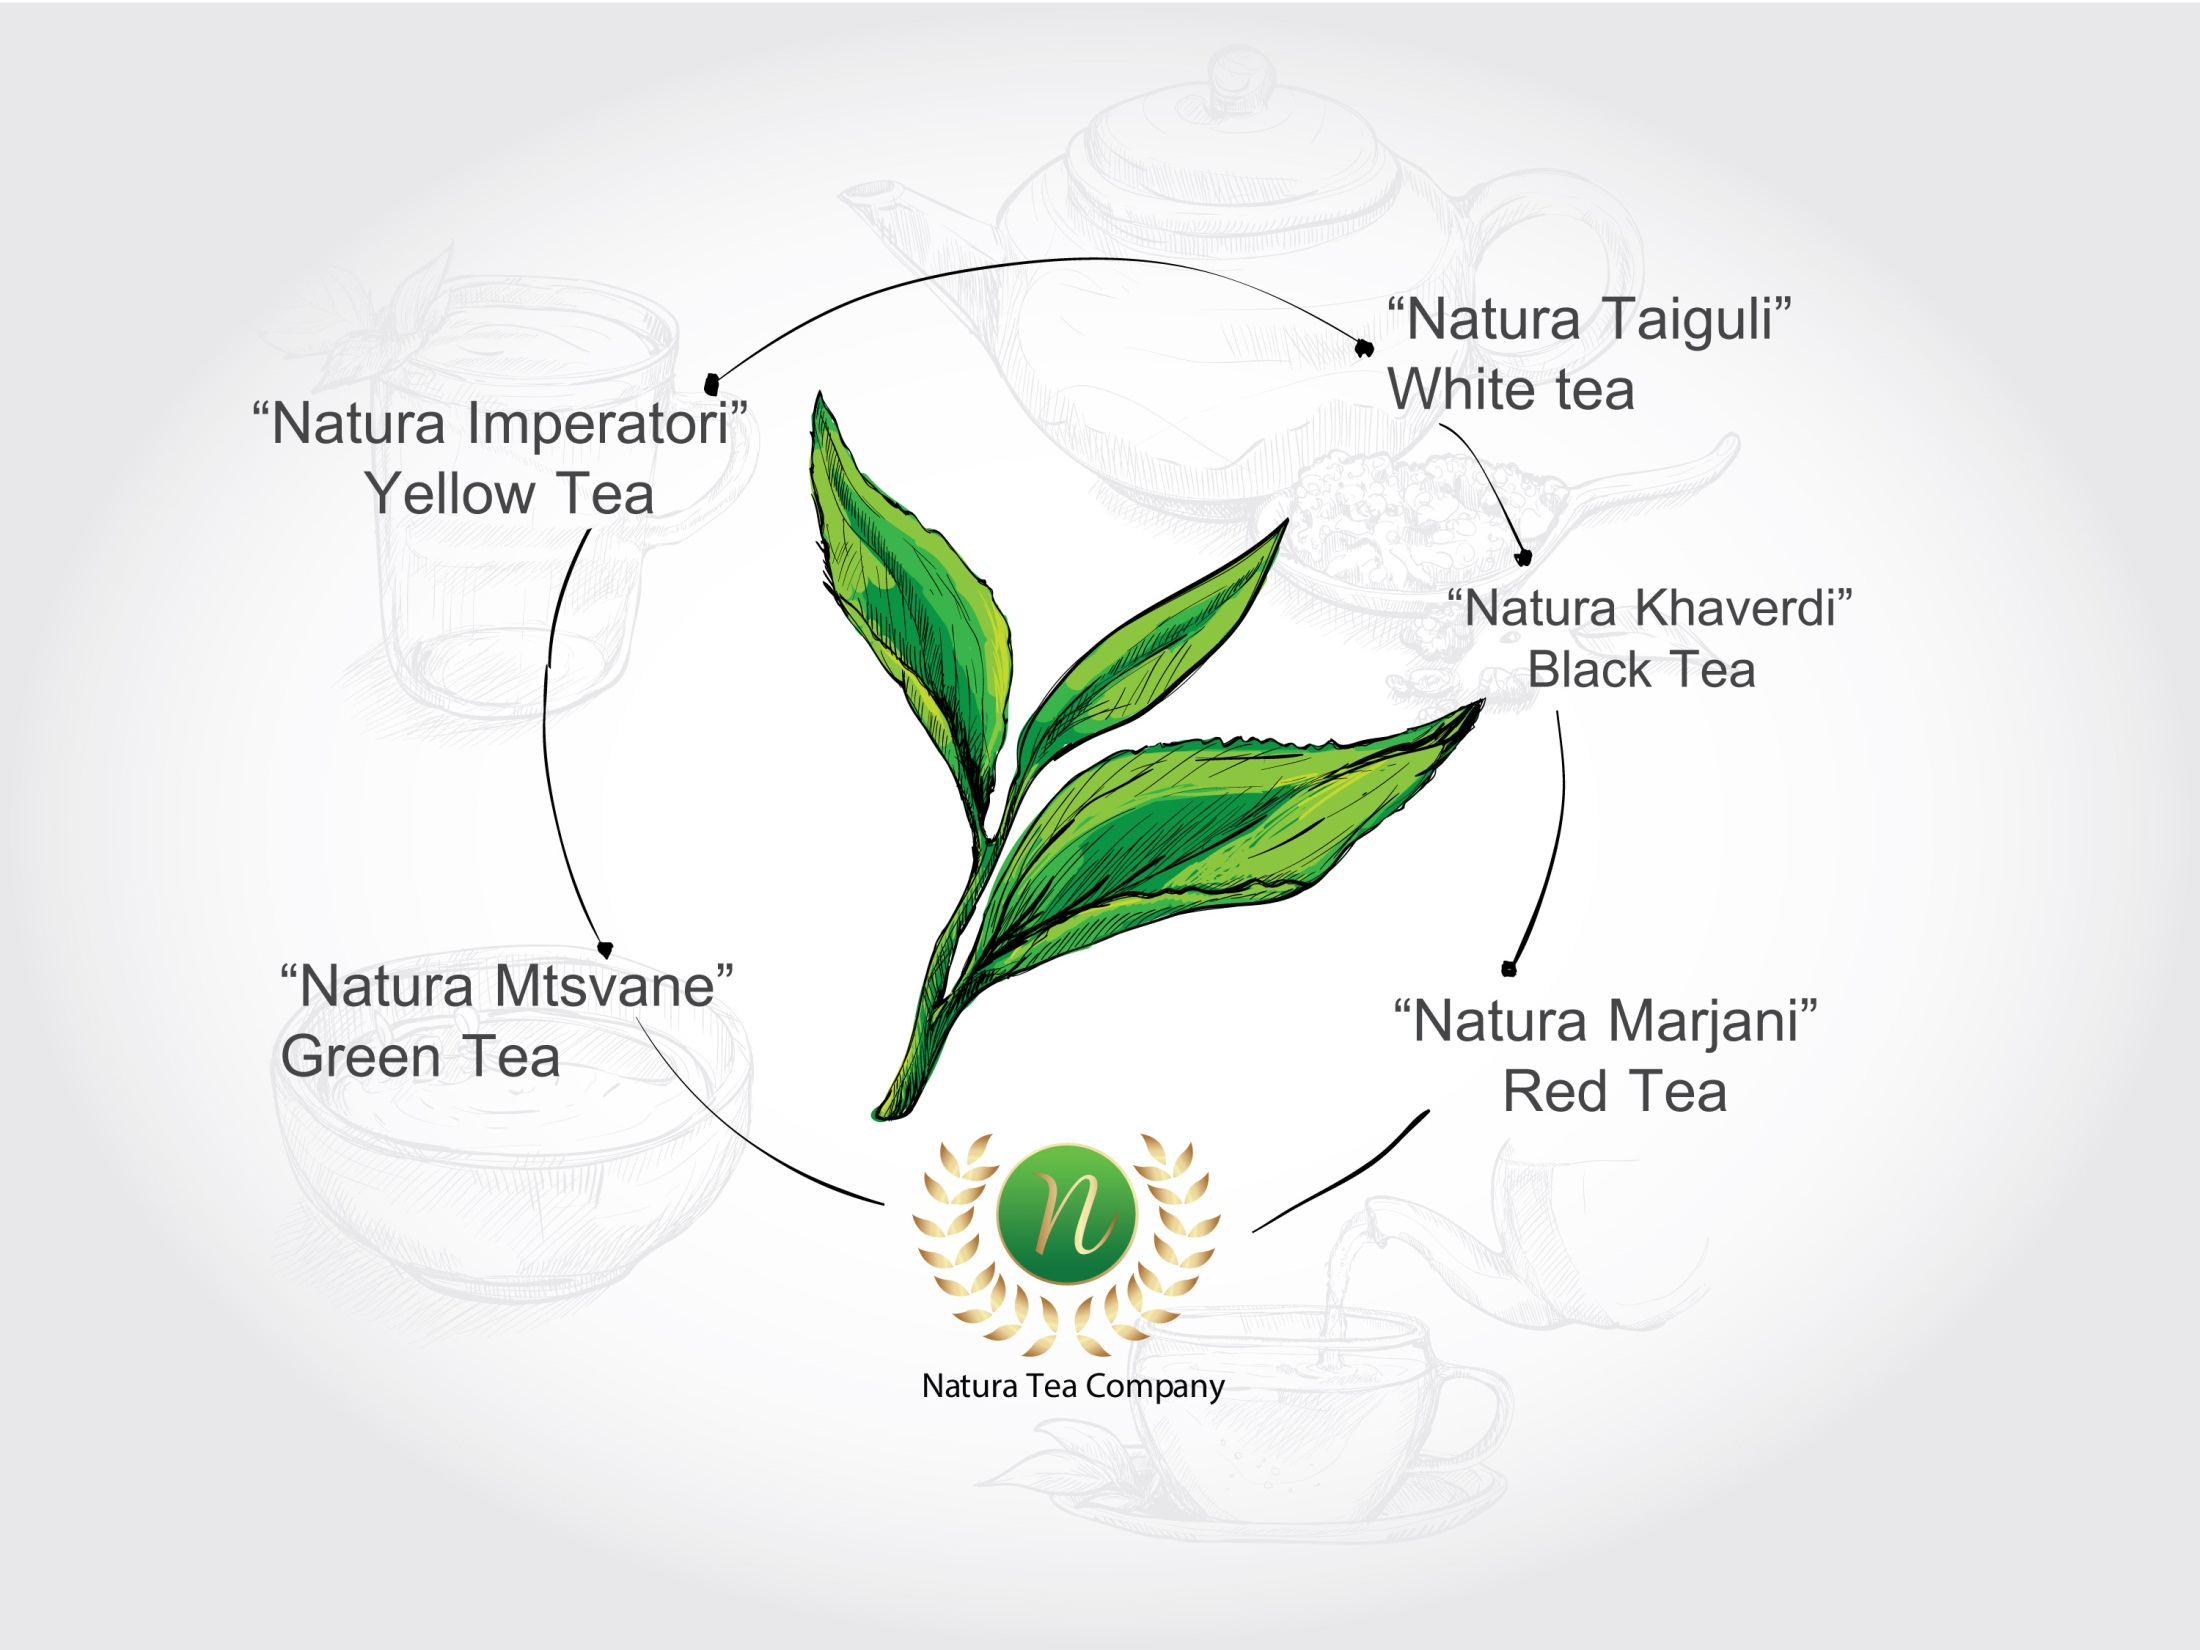 “Natura Taiguli”
White tea
“Natura Imperatori”
Yellow Tea
“Natura Khaverdi”
Black Tea
“Natura Mtsvane”
Green Tea
“Natura Marjani”
Red Tea
n
Natura Tea Company